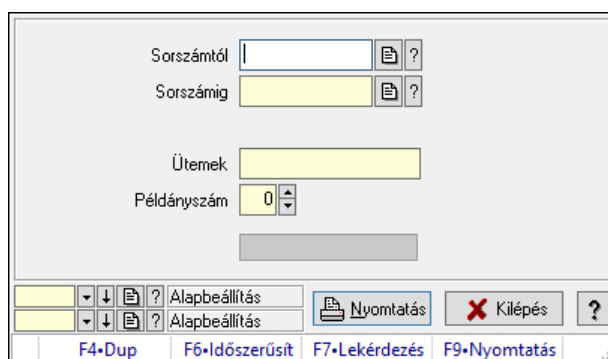 Sorszámtól ?
Sorszámig ?
Ütemek
Példányszám 0
? Alapbeállítás
? Alapbeállítás
Nyomtatás Kilépés ?
F4•Dup F6•Időszerűsít F7•Lekérdezés F9•Nyomtatás